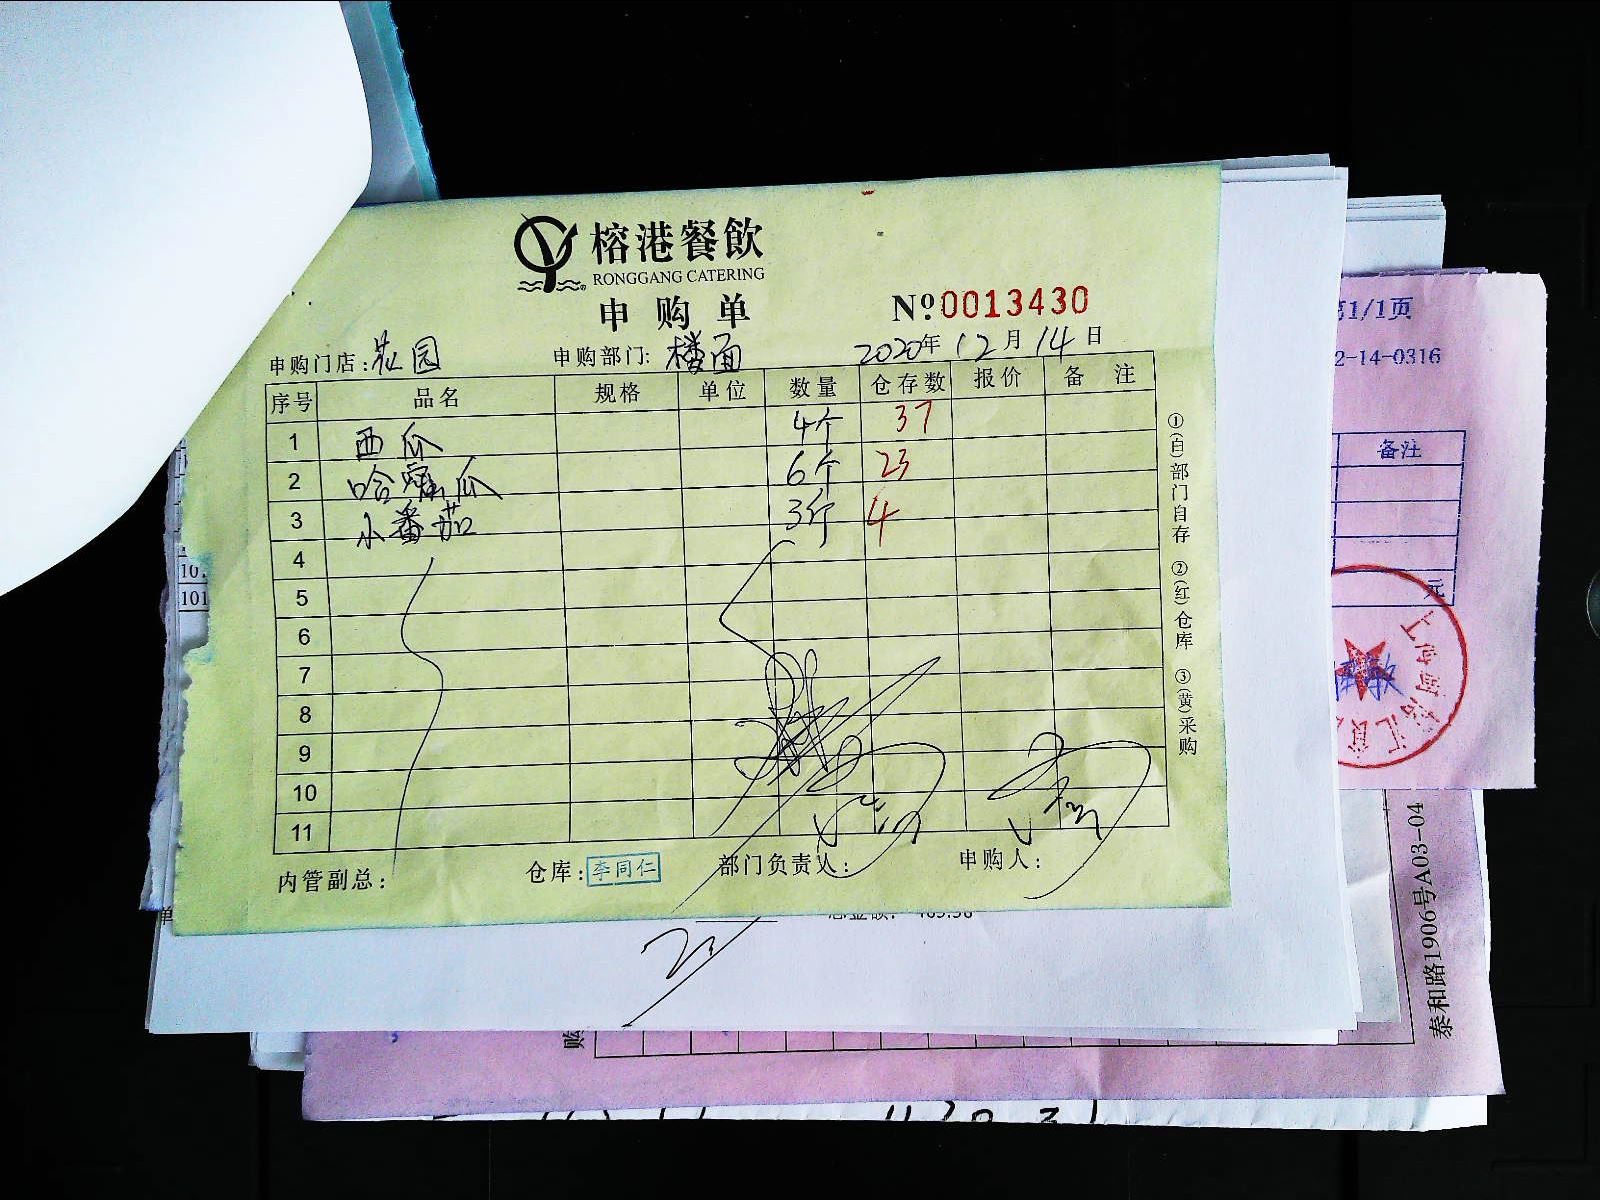 榕港餐飲
RONGGANG CATERING
申购单
№ 0013430
申购门店：花园 申购部门：楼面 2020年12月14日
序号 品名 规格 单位 数量 仓存数 报价 备注
1 西瓜 4个 37
2 哈蜜瓜 6个 23
3 小番茄 3斤 4
4
5
6
7
8
9
10
11
内管副总： 仓库：李同仁 部门负责人： 申购人：
①(白)部门自存 ②(红)仓库 ③(黄)采购
第1/1页
2-14-0316
备注
元
泰和路1906号A03-04
101
购